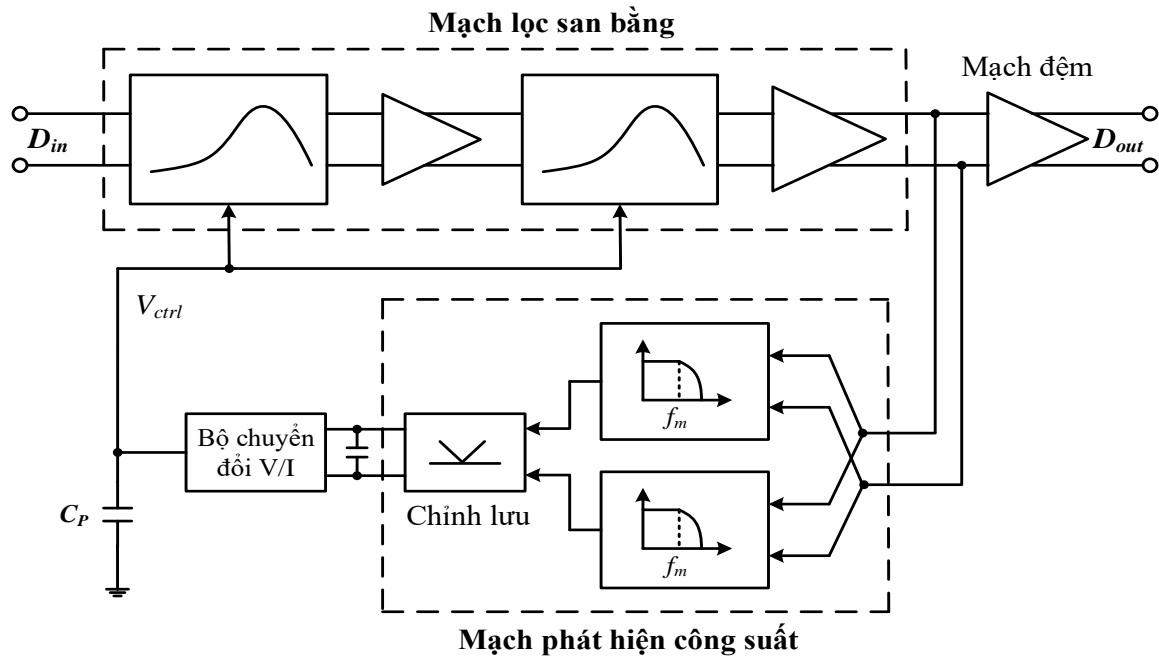 Mạch lọc san bằng
Mạch đệm
D_in
D_out
V_ctrl
f_m
Bộ chuyển
đổi V/I
Chỉnh lưu
C_P
f_m
Mạch phát hiện công suất